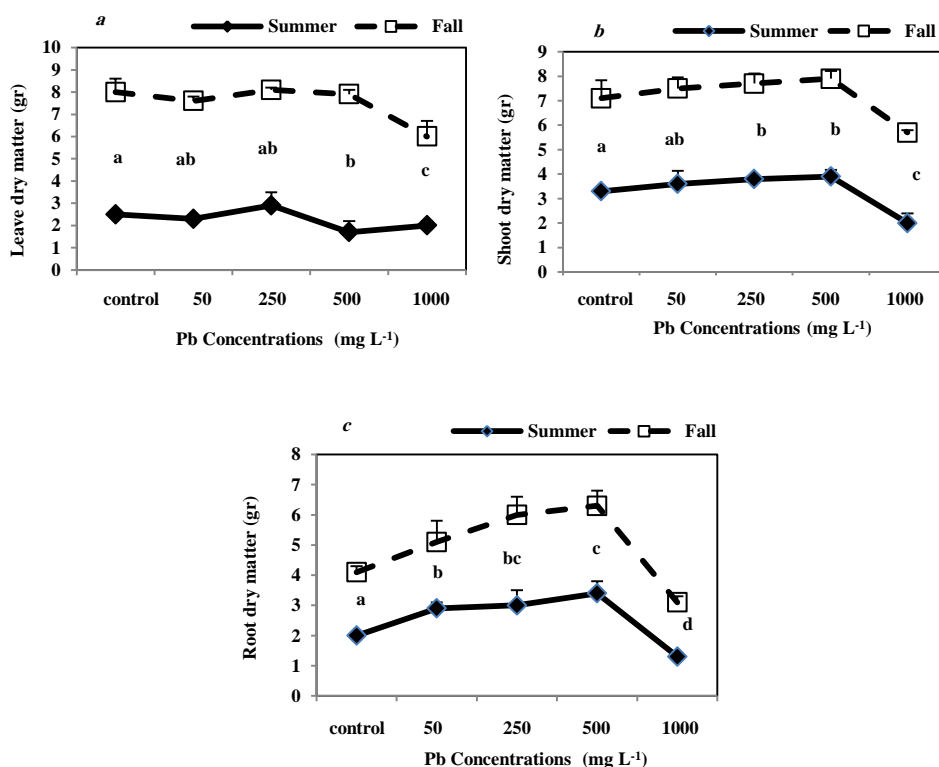 a
Summer Fall
10
9
8
7
6
5
4
3
2
1
0
Leave dry matter (gr)
a ab ab b c
control 50 250 500 1000
Pb Concentrations (mg L-1)
b
Summer Fall
9
8
7
6
5
4
3
2
1
0
Shoot dry matter (gr)
a ab b b c
control 50 250 500 1000
Pb Concentrations (mg L-1)
c
Summer Fall
8
7
6
5
4
3
2
1
0
Root dry matter (gr)
a b bc c d
control 50 250 500 1000
Pb Concentrations (mg L-1)